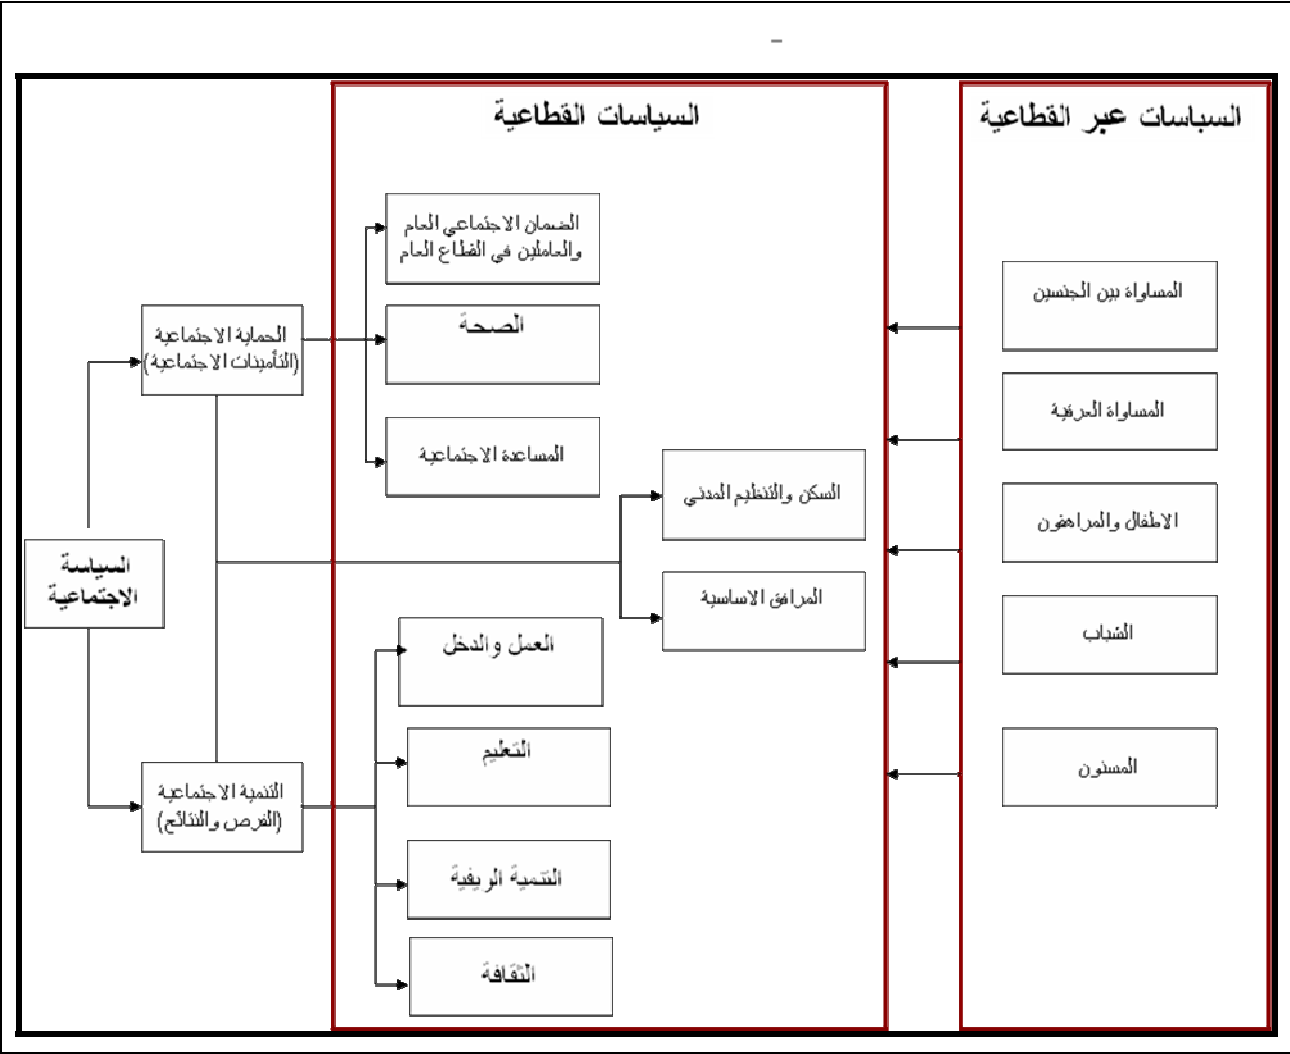 السياسات عبر القطاعية
السياسات القطاعية
المساواة بين الجنسين
المساواة العرقية
الاطفال والمراهقون
الشباب
المسنون
الضمان الاجتماعي العام
والعاملين في القطاع العام
الصحة
المساعدة الاجتماعية
السكن والتنظيم المدني
المرافق الاساسية
العمل والدخل
التعليم
التنمية الريفية
الثقافة
الحماية الاجتماعية
(التأمينات الاجتماعية)
السياسة
الاجتماعية
التنمية الاجتماعية
(الفرص والنتائج)